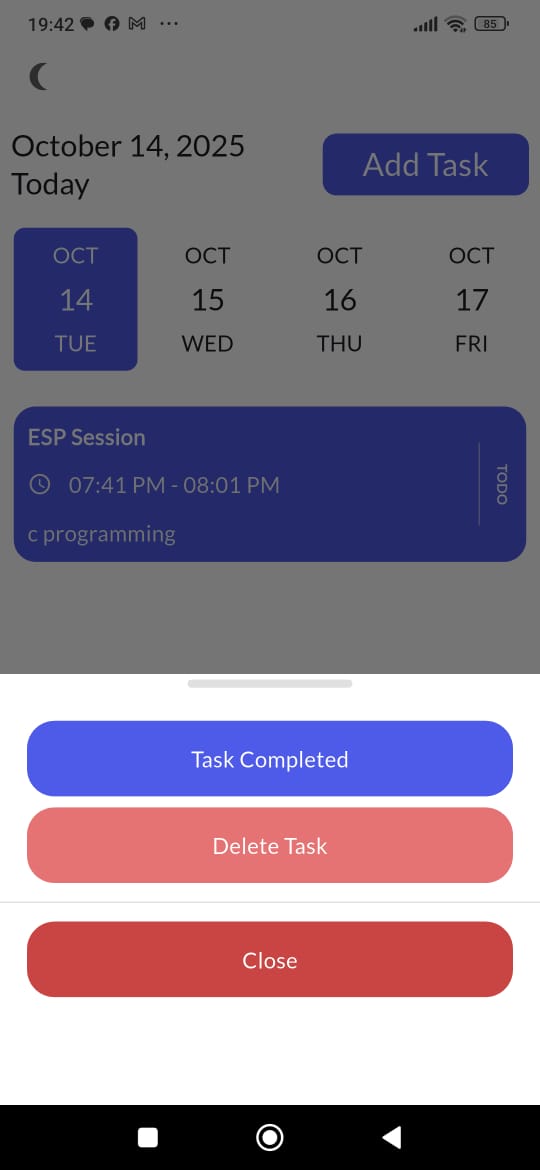 19:42 85
October 14, 2025
Today
Add Task
OCT OCT OCT OCT
14 15 16 17
TUE WED THU FRI
ESP Session
07:41 PM - 08:01 PM
TODO
c programming
Task Completed
Delete Task
Close